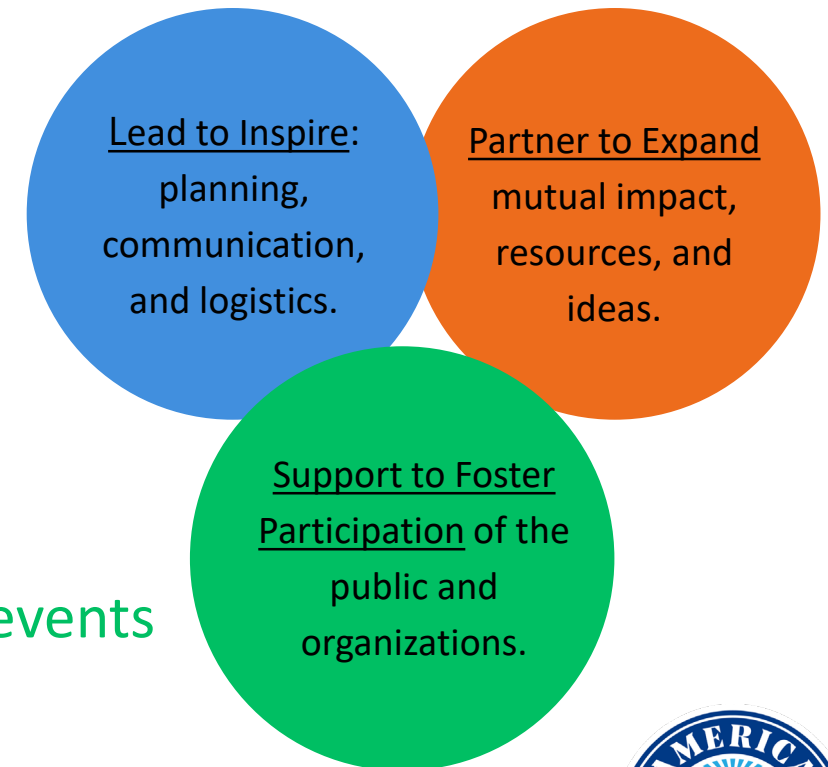 Lead to Inspire:
planning,
communication,
and logistics.
Partner to Expand
mutual impact,
resources, and
ideas.
Support to Foster
Participation of the
public and
organizations.
events